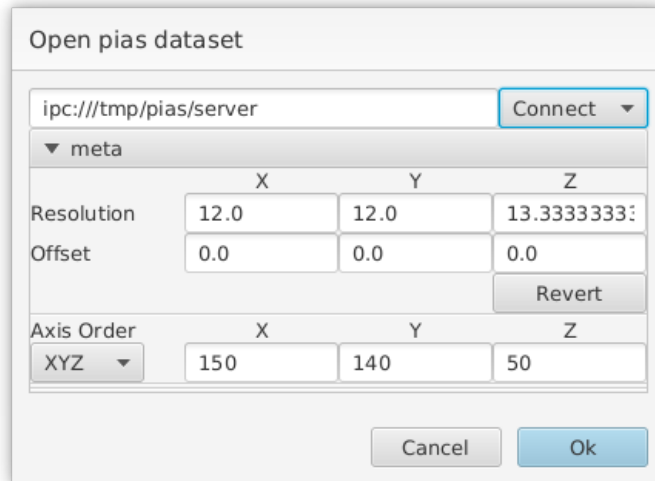 Open pias dataset
ipc:///tmp/pias/server Connect
meta
X Y Z
Resolution 12.0 12.0 13.33333333
Offset 0.0 0.0 0.0
Revert
Axis Order X Y Z
XYZ 150 140 50
Cancel Ok